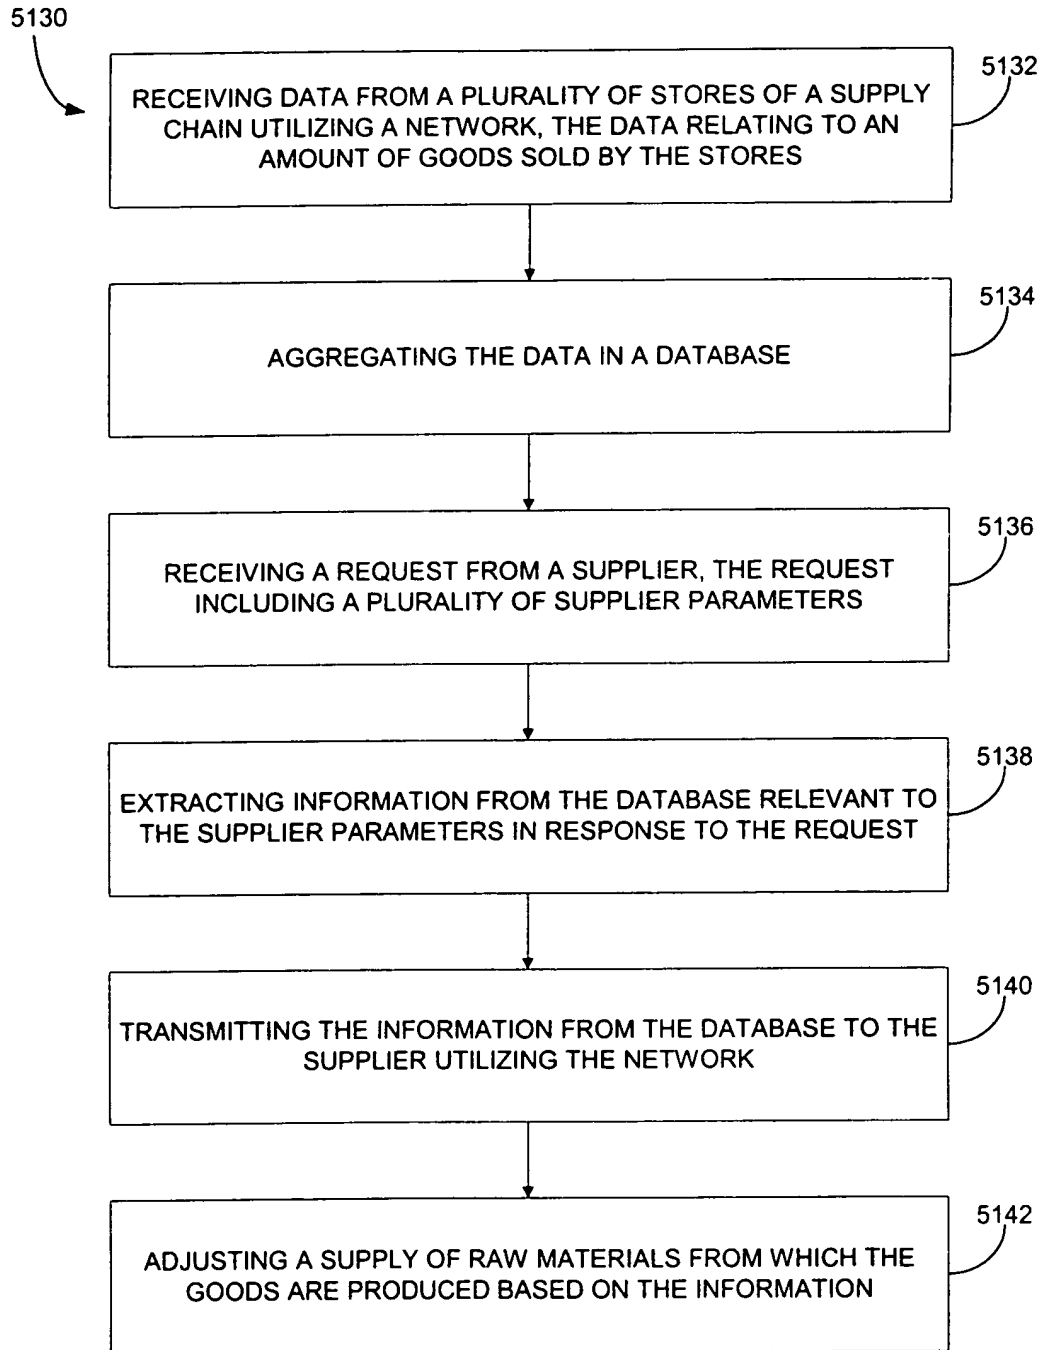 5130
5132
RECEIVING DATA FROM A PLURALITY OF STORES OF A SUPPLY
CHAIN UTILIZING A NETWORK, THE DATA RELATING TO AN
AMOUNT OF GOODS SOLD BY THE STORES
5134
AGGREGATING THE DATA IN A DATABASE
5136
RECEIVING A REQUEST FROM A SUPPLIER, THE REQUEST
INCLUDING A PLURALITY OF SUPPLIER PARAMETERS
5138
EXTRACTING INFORMATION FROM THE DATABASE RELEVANT TO
THE SUPPLIER PARAMETERS IN RESPONSE TO THE REQUEST
5140
TRANSMITTING THE INFORMATION FROM THE DATABASE TO THE
SUPPLIER UTILIZING THE NETWORK
5142
ADJUSTING A SUPPLY OF RAW MATERIALS FROM WHICH THE
GOODS ARE PRODUCED BASED ON THE INFORMATION